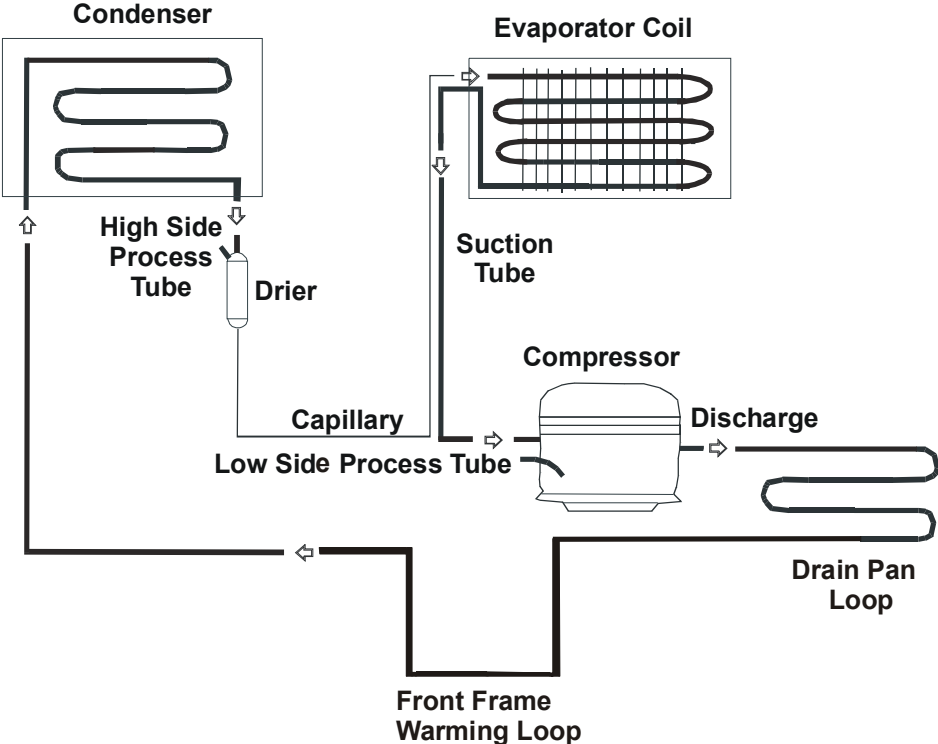 Condenser
Evaporator Coil
High Side
Process
Tube
Drier
Suction
Tube
Compressor
Capillary
Discharge
Low Side Process Tube
Drain Pan
Loop
Front Frame
Warming Loop